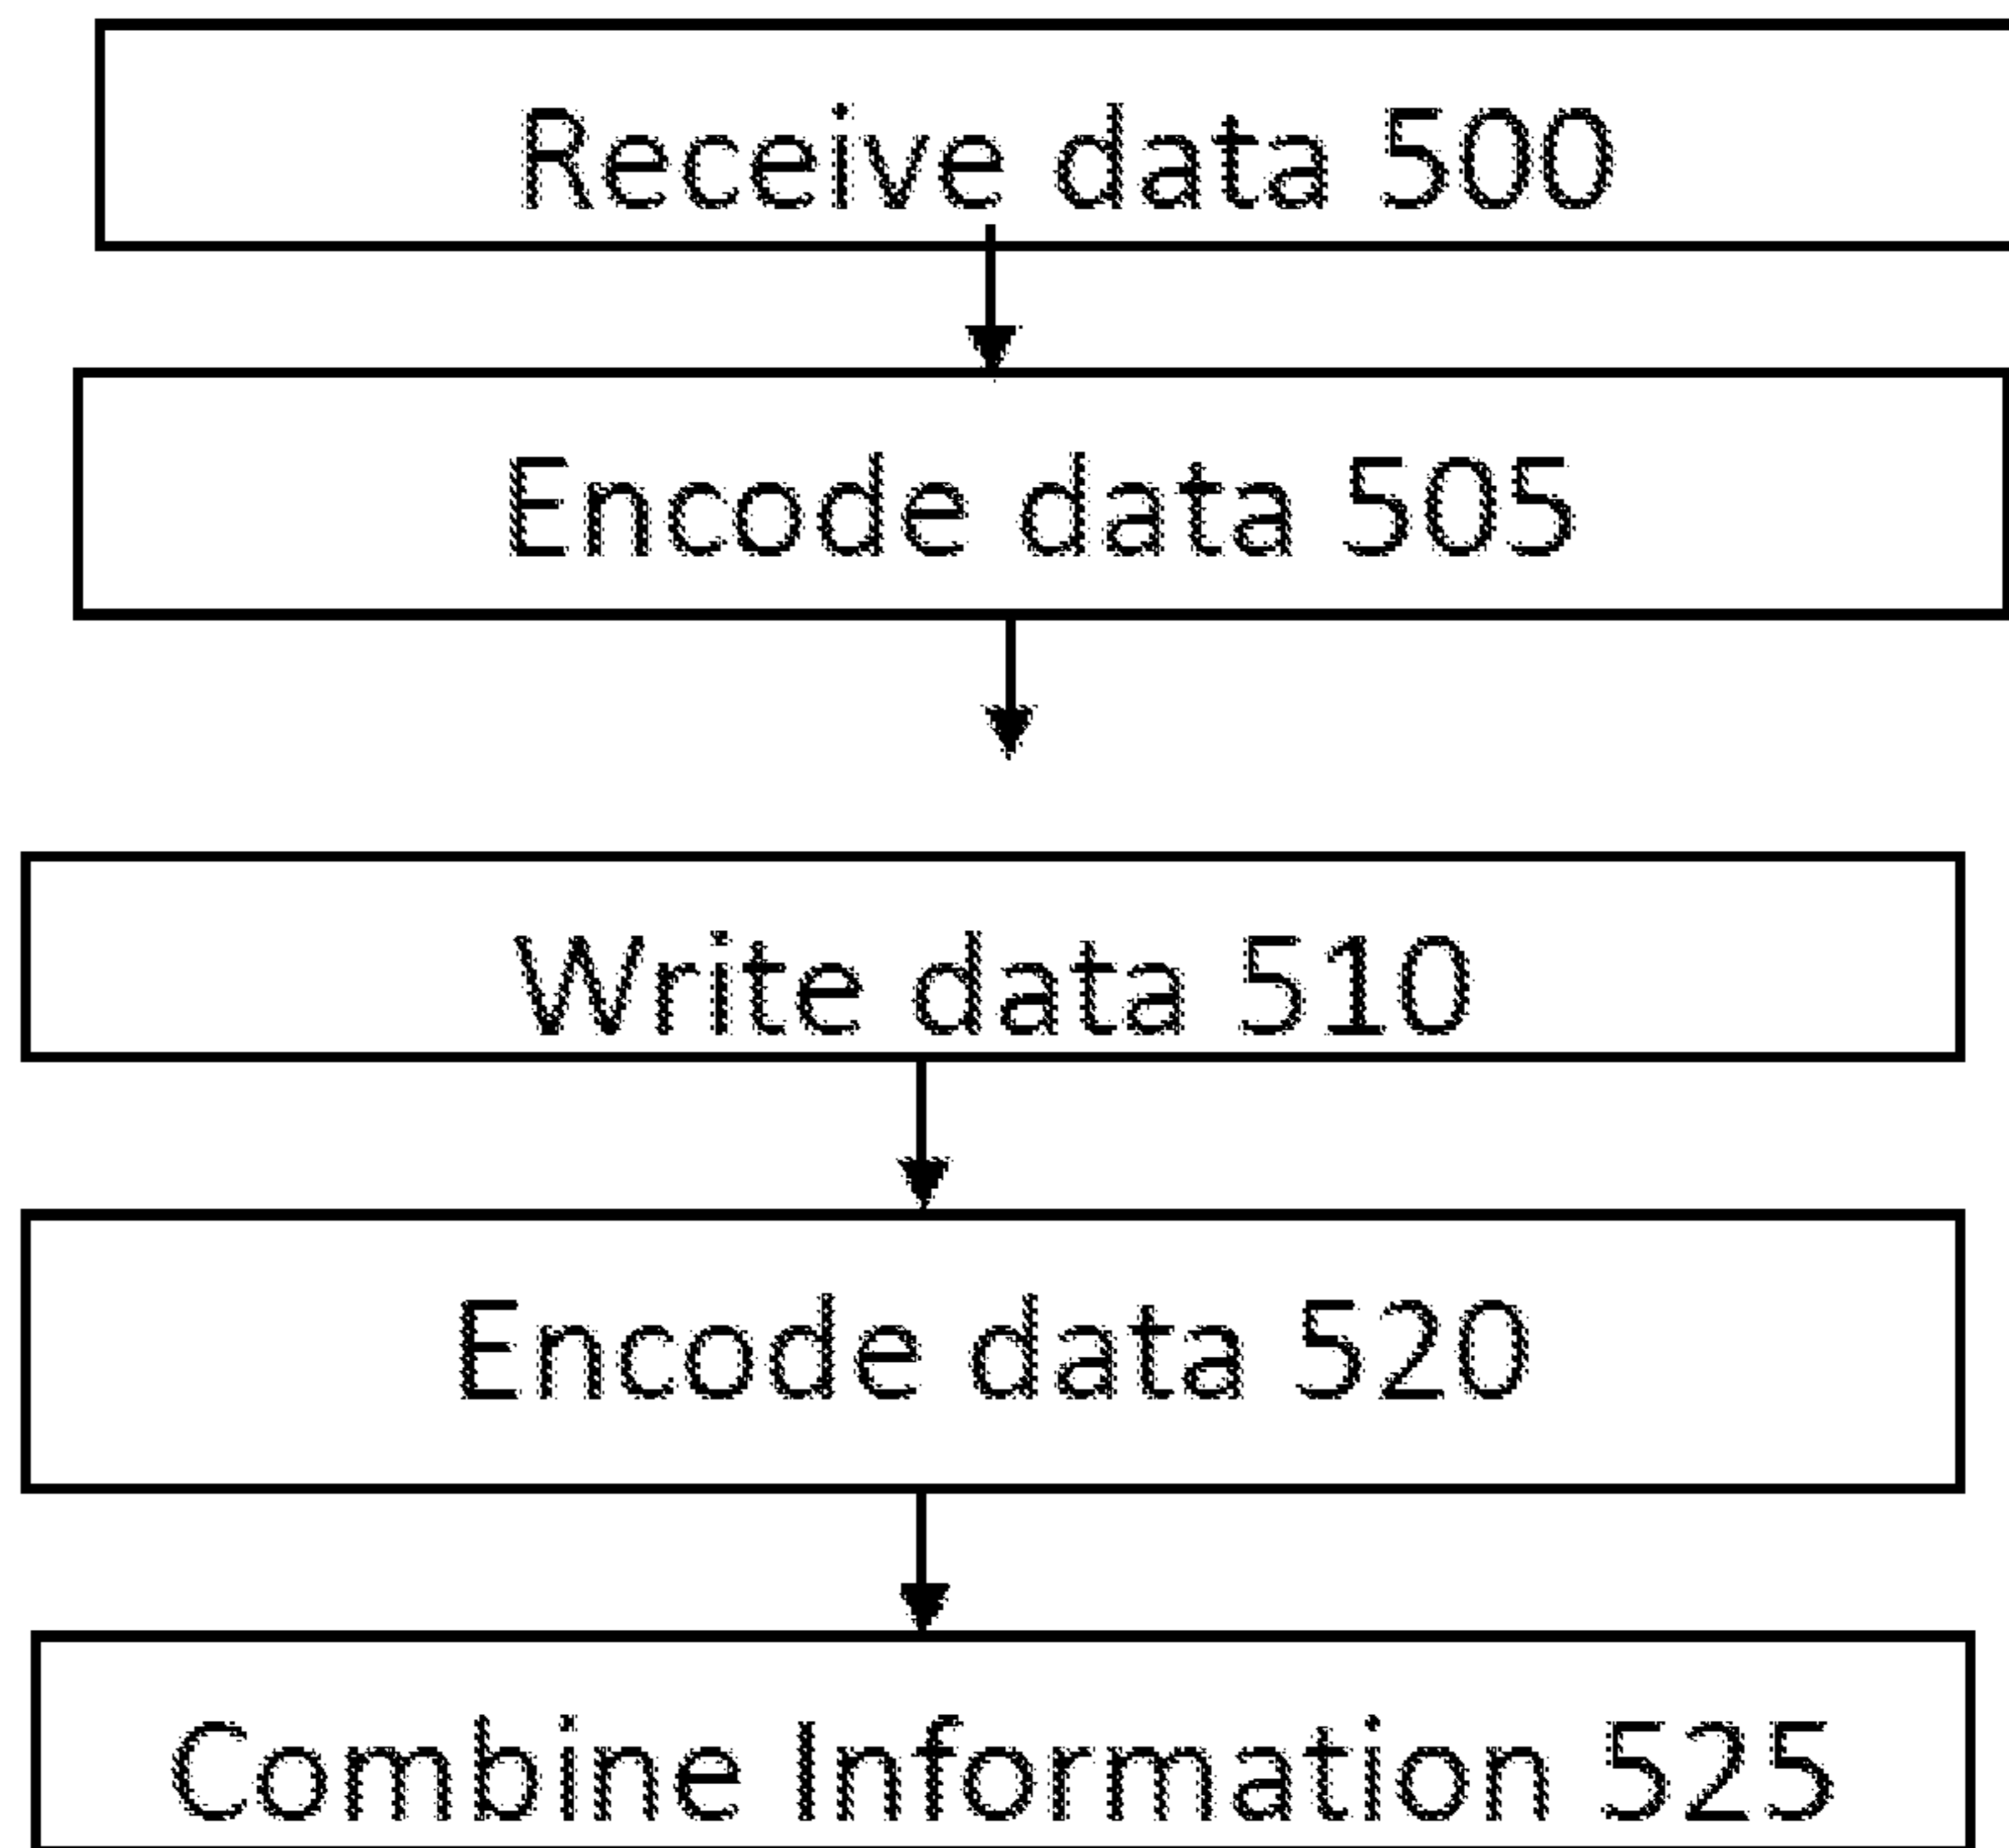 Receive data 500
Encode data 505
Write data 510
Encode data 520
Combine Information 525